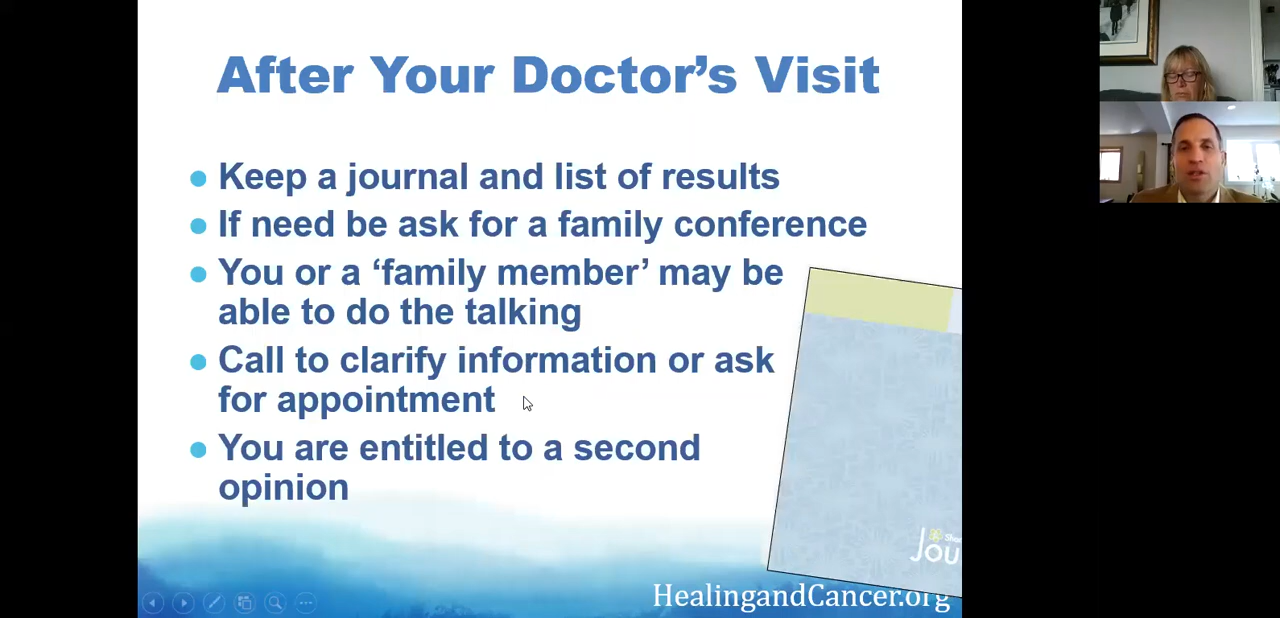 After Your Doctor's Visit
Keep a journal and list of results
If need be ask for a family conference
You or a ‘family member’ may be
able to do the talking
Call to clarify information or ask
for appointment
You are entitled to a second
opinion
Jou
HealingandCancer.org